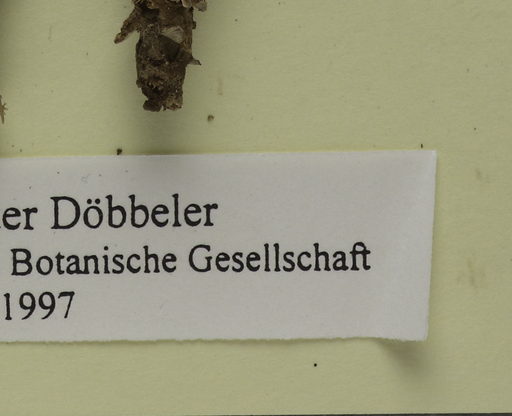 er Döbbeler
Botanische Gesellschaft
1997